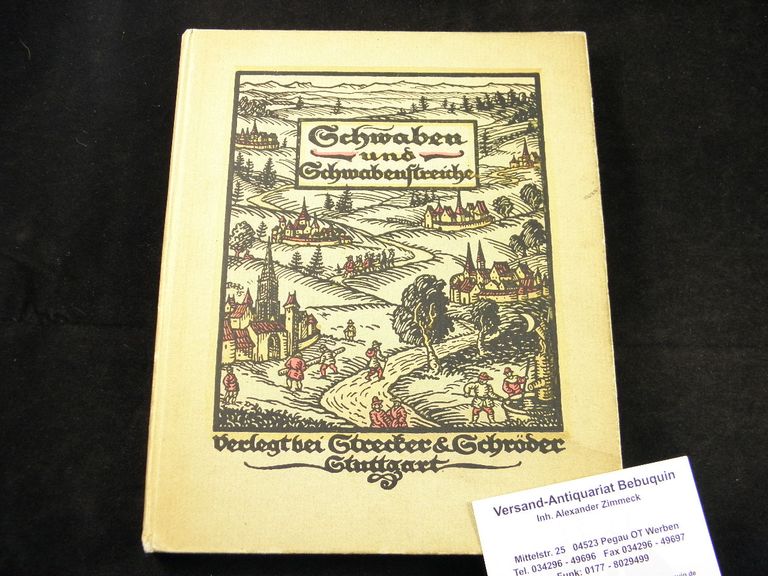 Schwaben
und
Schwabenstreiche
Verlegt bei Strecker & Schröder
Stuttgart
Versand-Antiquariat Bebuquin
Inh. Alexander Zimmeck
Mittelstr. 25 04523 Pegau OT Werben
Tel. 034296 - 49696 Fax 034296 - 49697
Funk: 0177 - 8029499